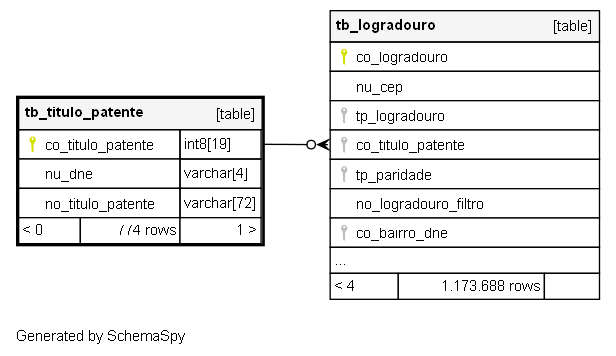 tb_titulo_patente [table]
co_titulo_patente int8[19]
nu_dne varchar[4]
no_titulo_patente varchar[72]
< 0 774 rows 1 >
tb_logradouro [table]
co_logradouro
nu_cep
tp_logradouro
co_titulo_patente
tp_paridade
no_logradouro_filtro
co_bairro_dne
...
< 4 1.173.688 rows
Generated by SchemaSpy